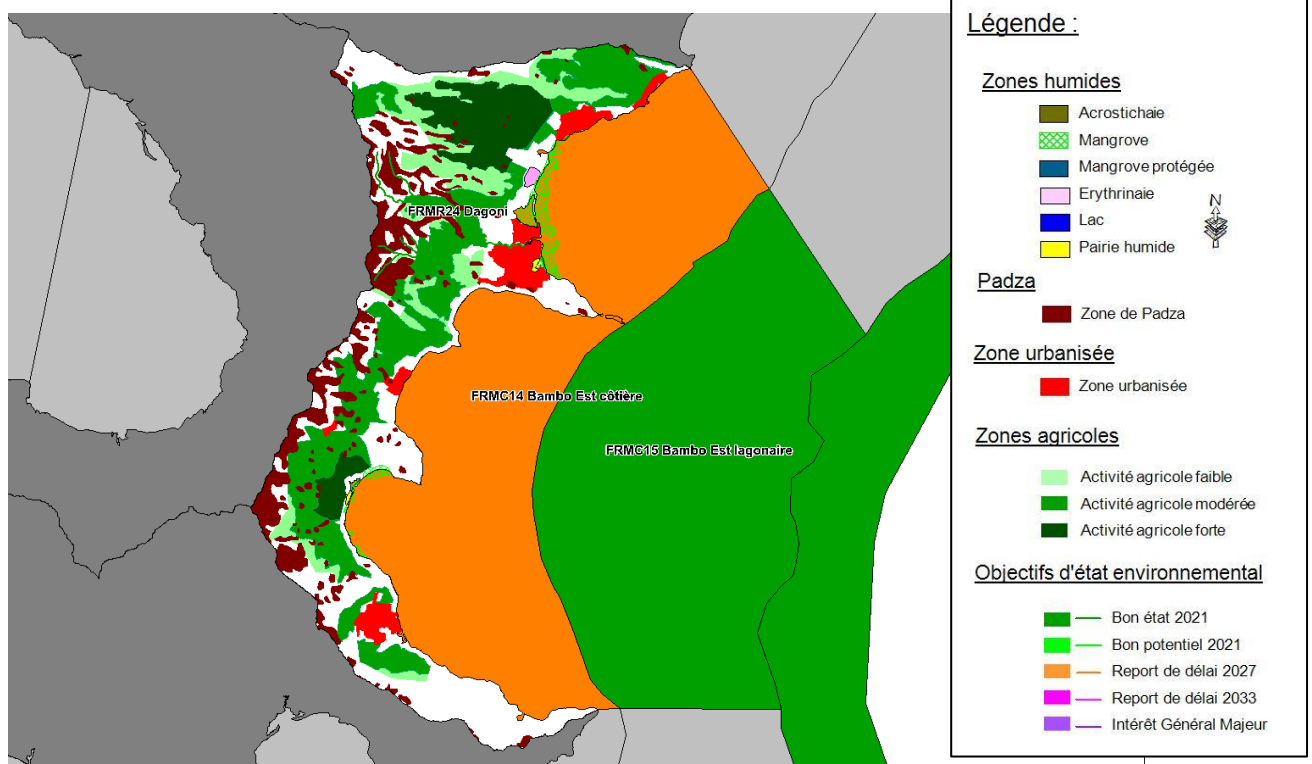 FRMR24 Dagoni
FRMC14 Bambo Est côtière
FRMC15 Bambo Est lagonaire
Légende :
Zones humides
Acrostichaie
Mangrove
Mangrove protégée
Erythrinaie
Lac
Pairie humide
N
Padza
Zone de Padza
Zone urbanisée
Zone urbanisée
Zones agricoles
Activité agricole faible
Activité agricole modérée
Activité agricole forte
Objectifs d'état environnemental
Bon état 2021
Bon potentiel 2021
Report de délai 2027
Report de délai 2033
Intérêt Général Majeur